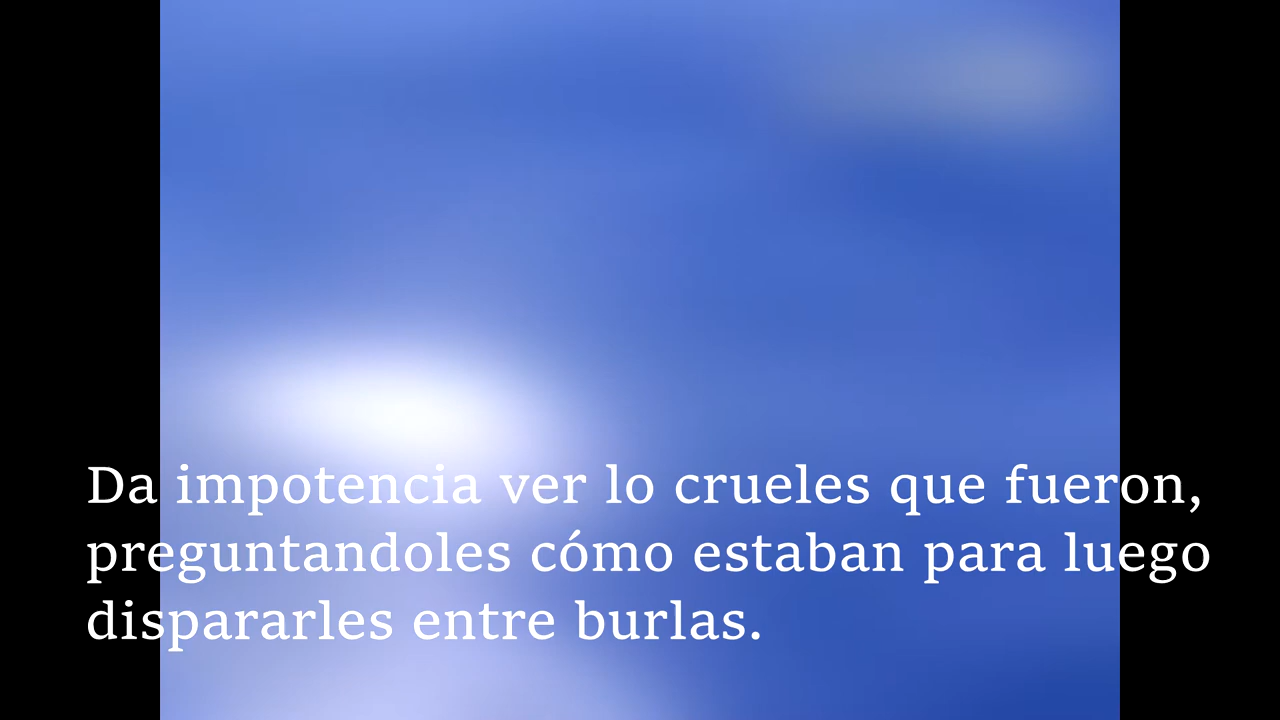 Da impotencia ver lo crueles que fueron,
preguntandoles cómo estaban para luego
dispararles entre burlas.